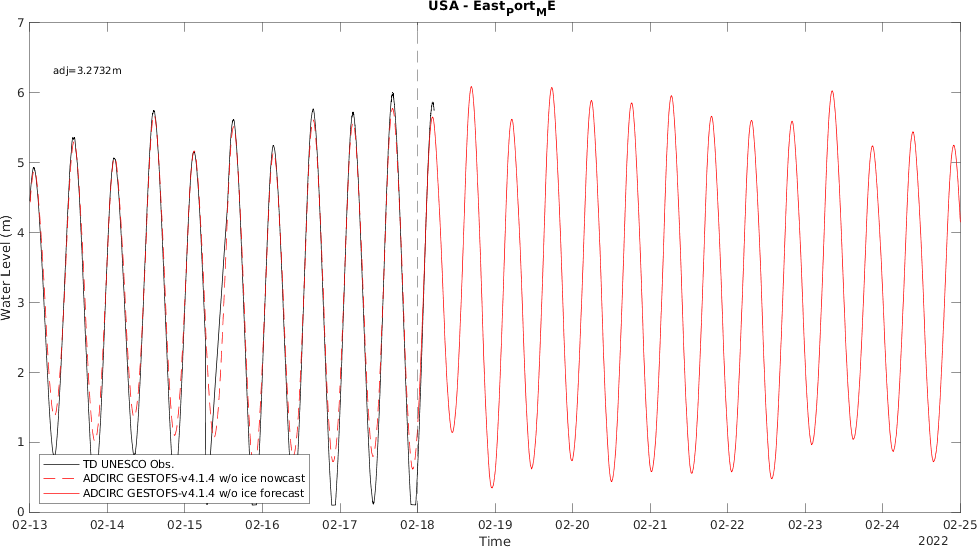 USA - EastPortME
7
adj=3.2732m
6
5
4
Water Level (m)
3
2
1
TD UNESCO Obs.
ADCIRC GESTOFS-v4.1.4 w/o ice nowcast
ADCIRC GESTOFS-v4.1.4 w/o ice forecast
0
02-13 02-14 02-15 02-16 02-17 02-18 02-19 02-20 02-21 02-22 02-23 02-24 02-25
Time
2022